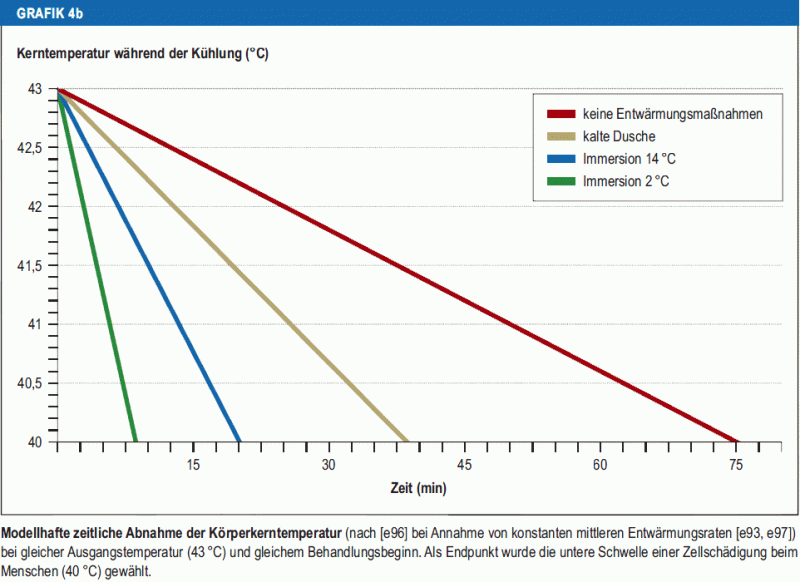 GRAFIK 4b
Kerntemperatur während der Kühlung (°C)
43
42,5
42
41,5
41
40,5
40
keine Entwärmungsmaßnahmen
kalte Dusche
Immersion 14 °C
Immersion 2 °C
15 30 45 60 75
Zeit (min)
Modellhafte zeitliche Abnahme der Körperkerntemperatur (nach [e96] bei Annahme von konstanten mittleren Entwärmungsraten [e93, e97])
bei gleicher Ausgangstemperatur (43 °C) und gleichem Behandlungsbeginn. Als Endpunkt wurde die untere Schwelle einer Zellschädigung beim
Menschen (40 °C) gewählt.